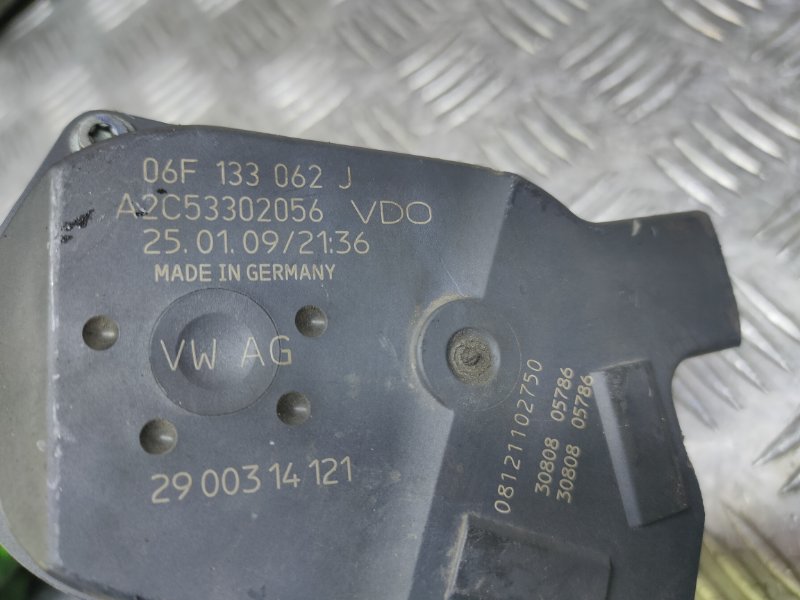 06F 133 062 J
A2C53302056 VDO
25.01.09/21:36
MADE IN GERMANY
VW AG
29 003 14 121
08121102750
30808 05786
30808 05786